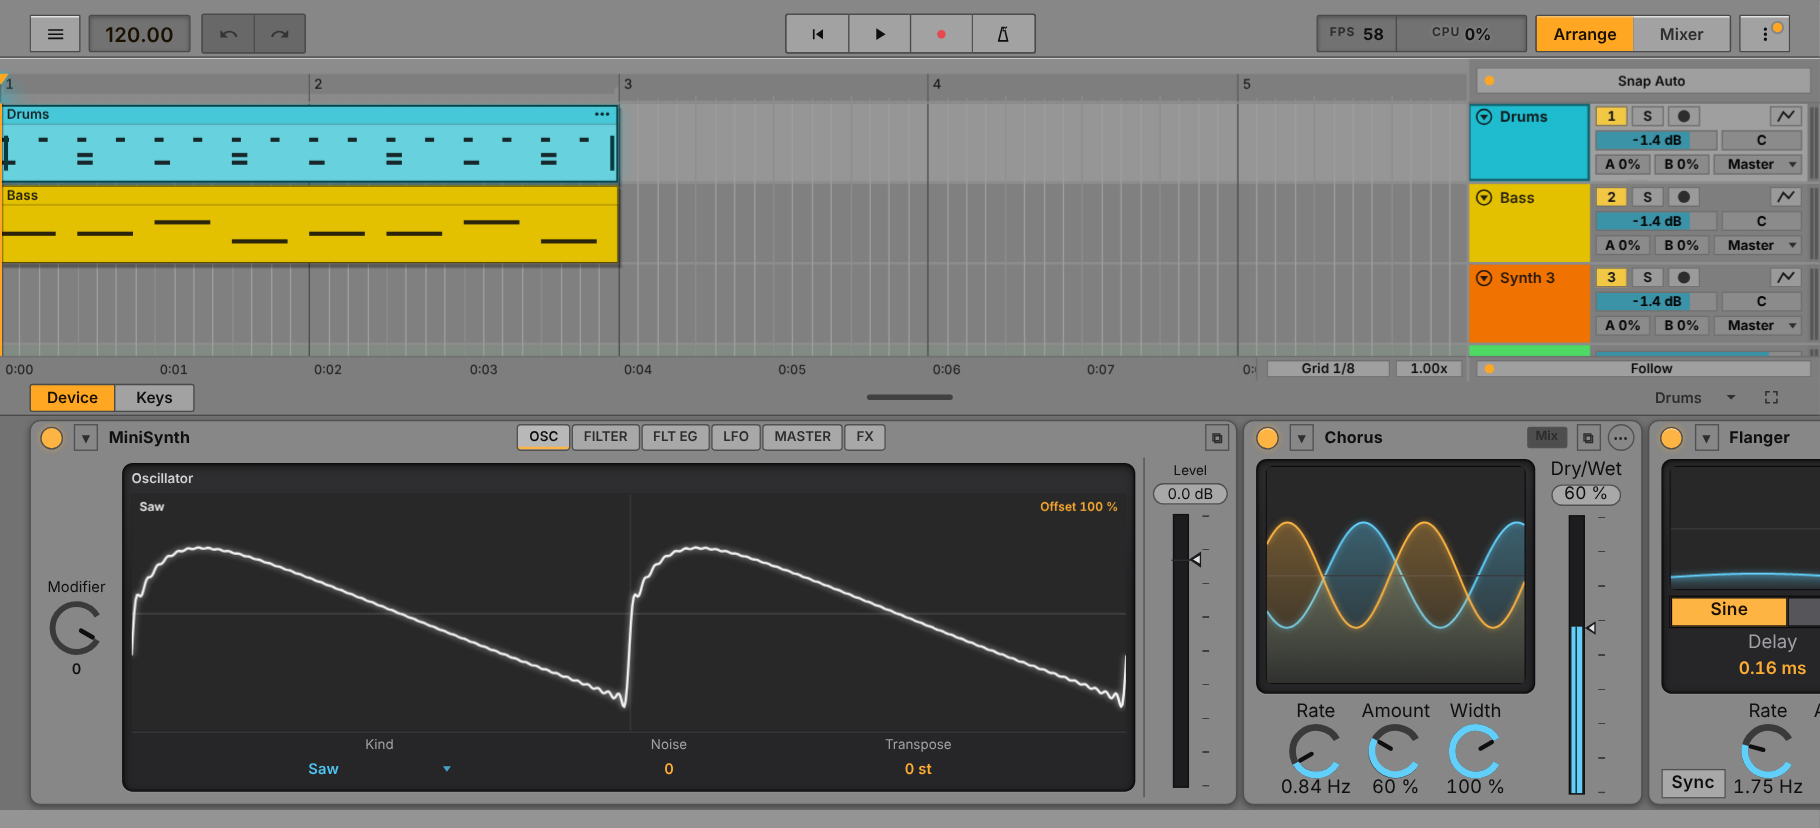 120.00
FPS 58
CPU 0%
Arrange
Mixer
1 2 3 4 5
Snap Auto
Drums
Drums
1 S
-1.4 dB C
A 0% B 0% Master
Bass
Bass
2 S
-1.4 dB C
A 0% B 0% Master
Synth 3
3 S
-1.4 dB C
A 0% B 0% Master
0:00 0:01 0:02 0:03 0:04 0:05 0:06 0:07
Grid 1/8
1.00x
Follow
Device
Keys
Drums
MiniSynth
OSC FILTER FLT EG LFO MASTER FX
Modifier
0
Oscillator
Saw
Offset 100 %
Kind
Saw
Noise
0
Transpose
0 st
Level
0.0 dB
Chorus
Mix
Dry/Wet
60 %
Rate Amount Width
0.84 Hz 60 % 100 %
Flanger
Sine
Delay
0.16 ms
Rate
Sync
1.75 Hz